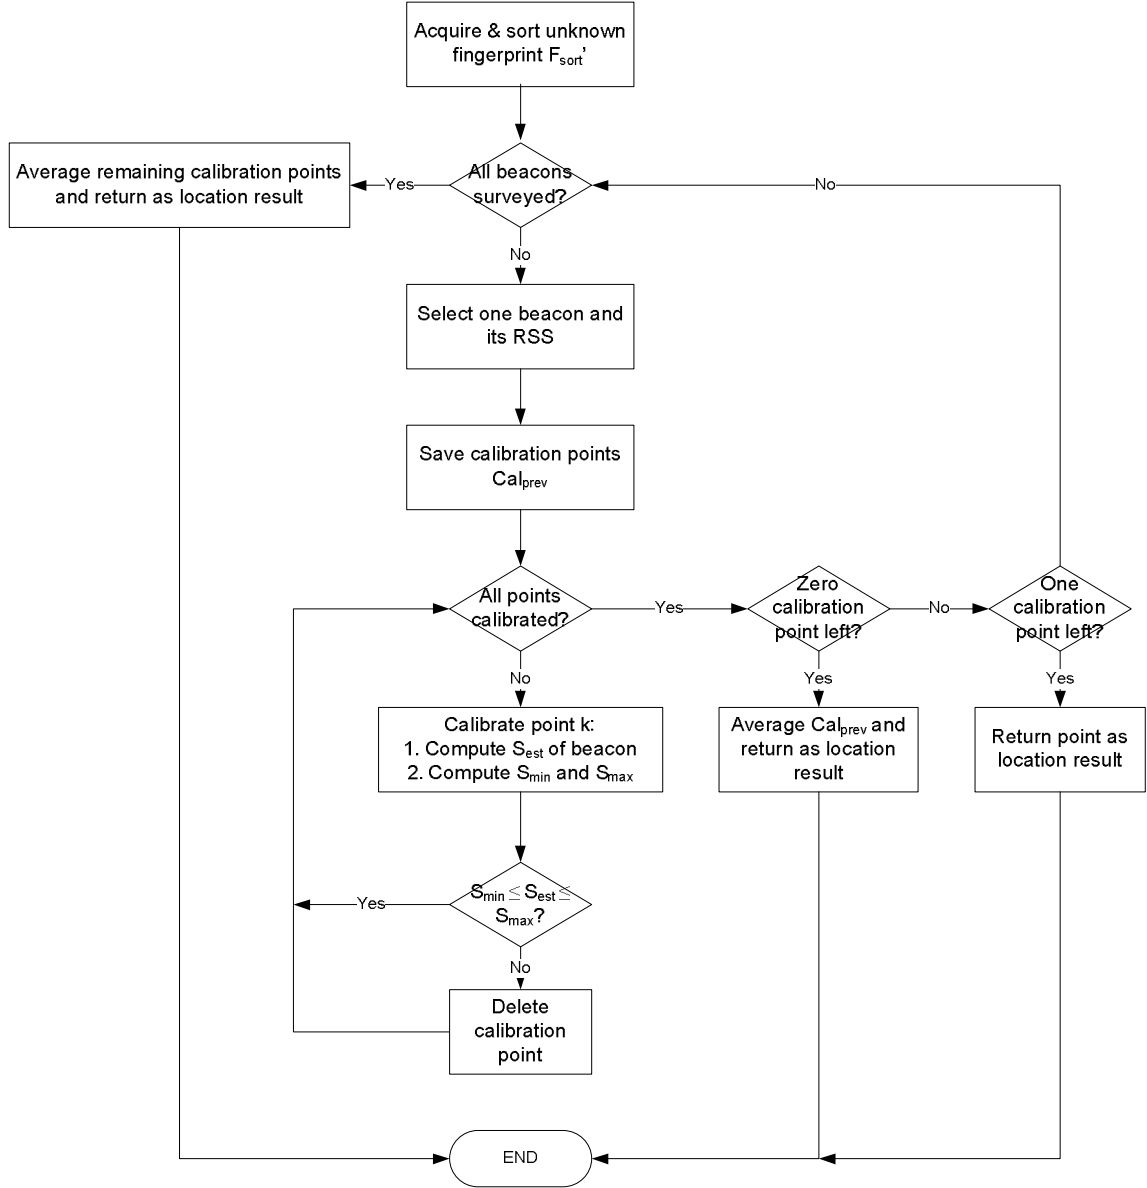 Acquire & sort unknown
fingerprint Fsort’
Average remaining calibration points
and return as location result
Yes
All beacons
surveyed?
No
No
Select one beacon and
its RSS
Save calibration points
Calprev
All points
calibrated?
Yes
Zero
calibration
point left?
No
One
calibration
point left?
No
Yes
Yes
Calibrate point k:
1. Compute Sest of beacon
2. Compute Smin and Smax
Average Calprev and
return as location
result
Return point as
location result
Smin ≤ Sest ≤
Smax?
Yes
No
Delete
calibration
point
END